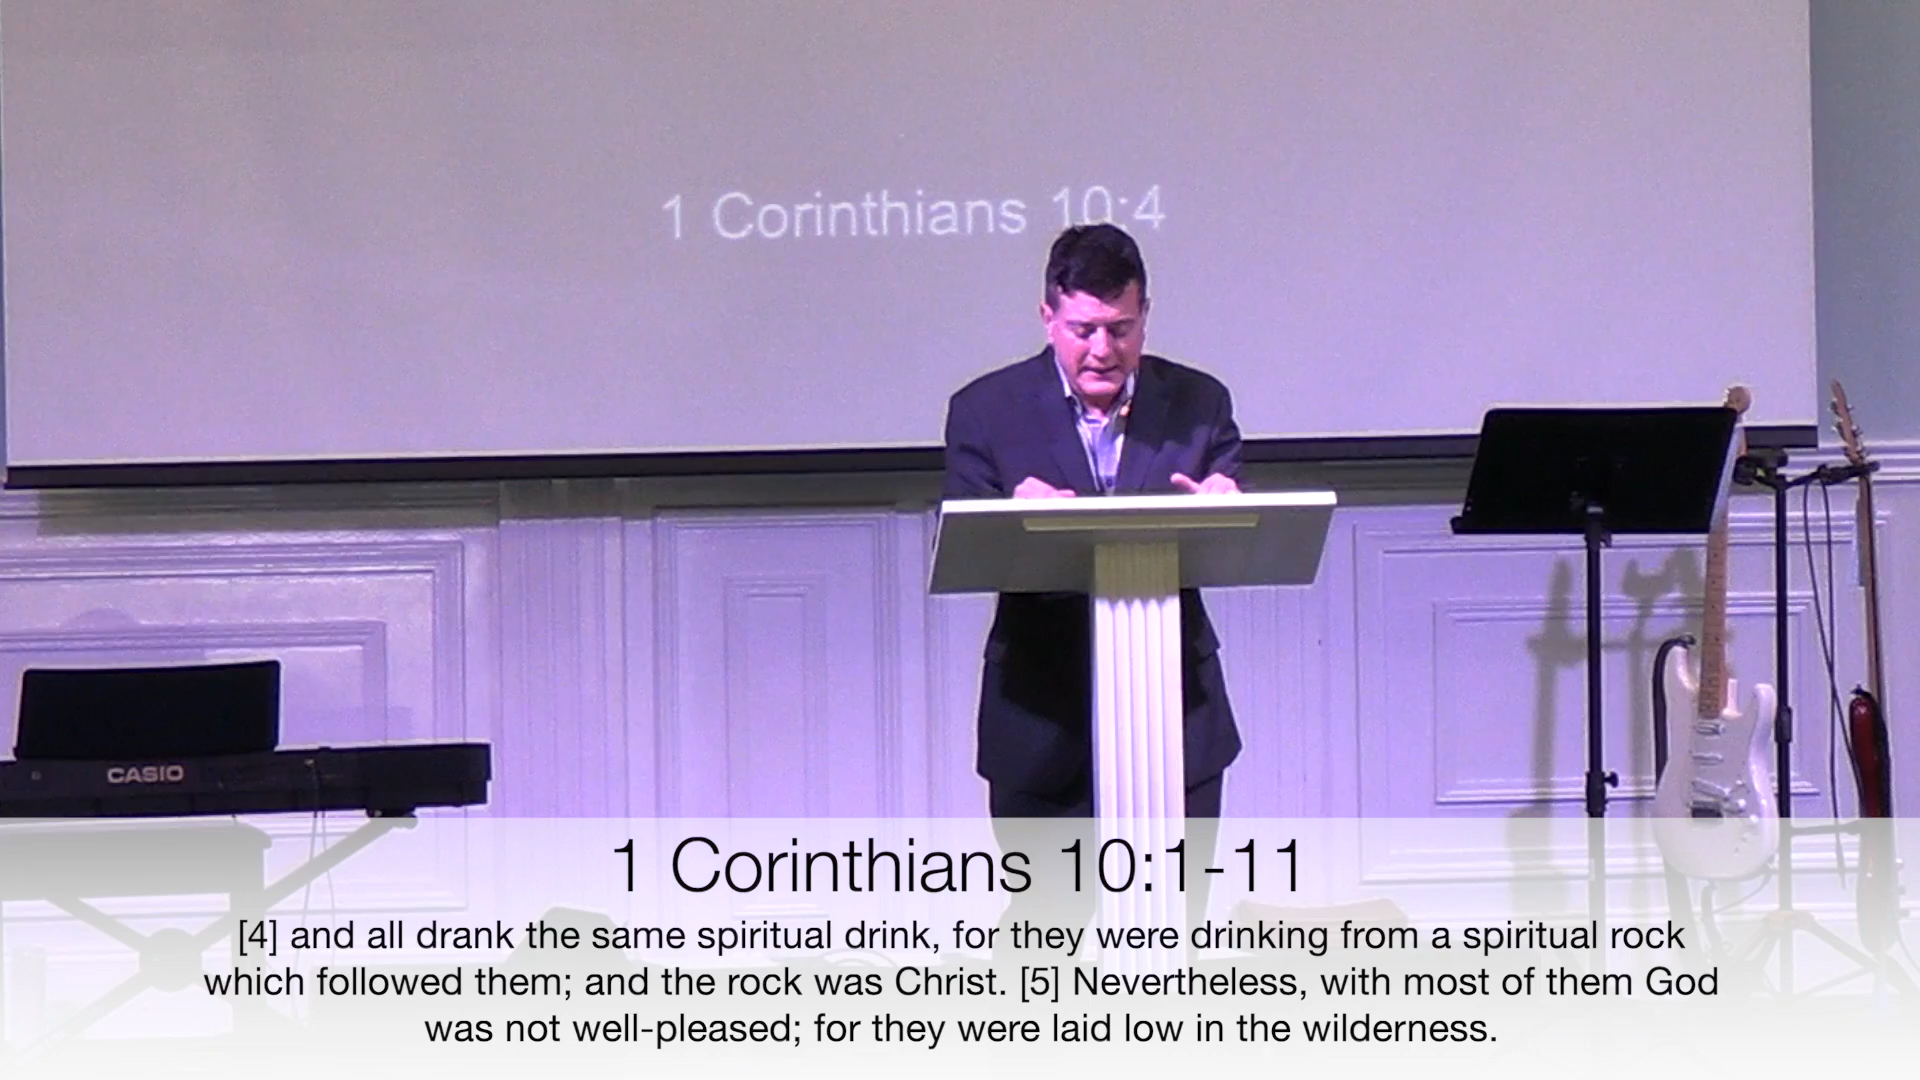 1 Corinthians 10:4
CASIO
1 Corinthians 10:1-11
[4] and all drank the same spiritual drink, for they were drinking from a spiritual rock
which followed them; and the rock was Christ. [5] Nevertheless, with most of them God
was not well-pleased; for they were laid low in the wilderness.